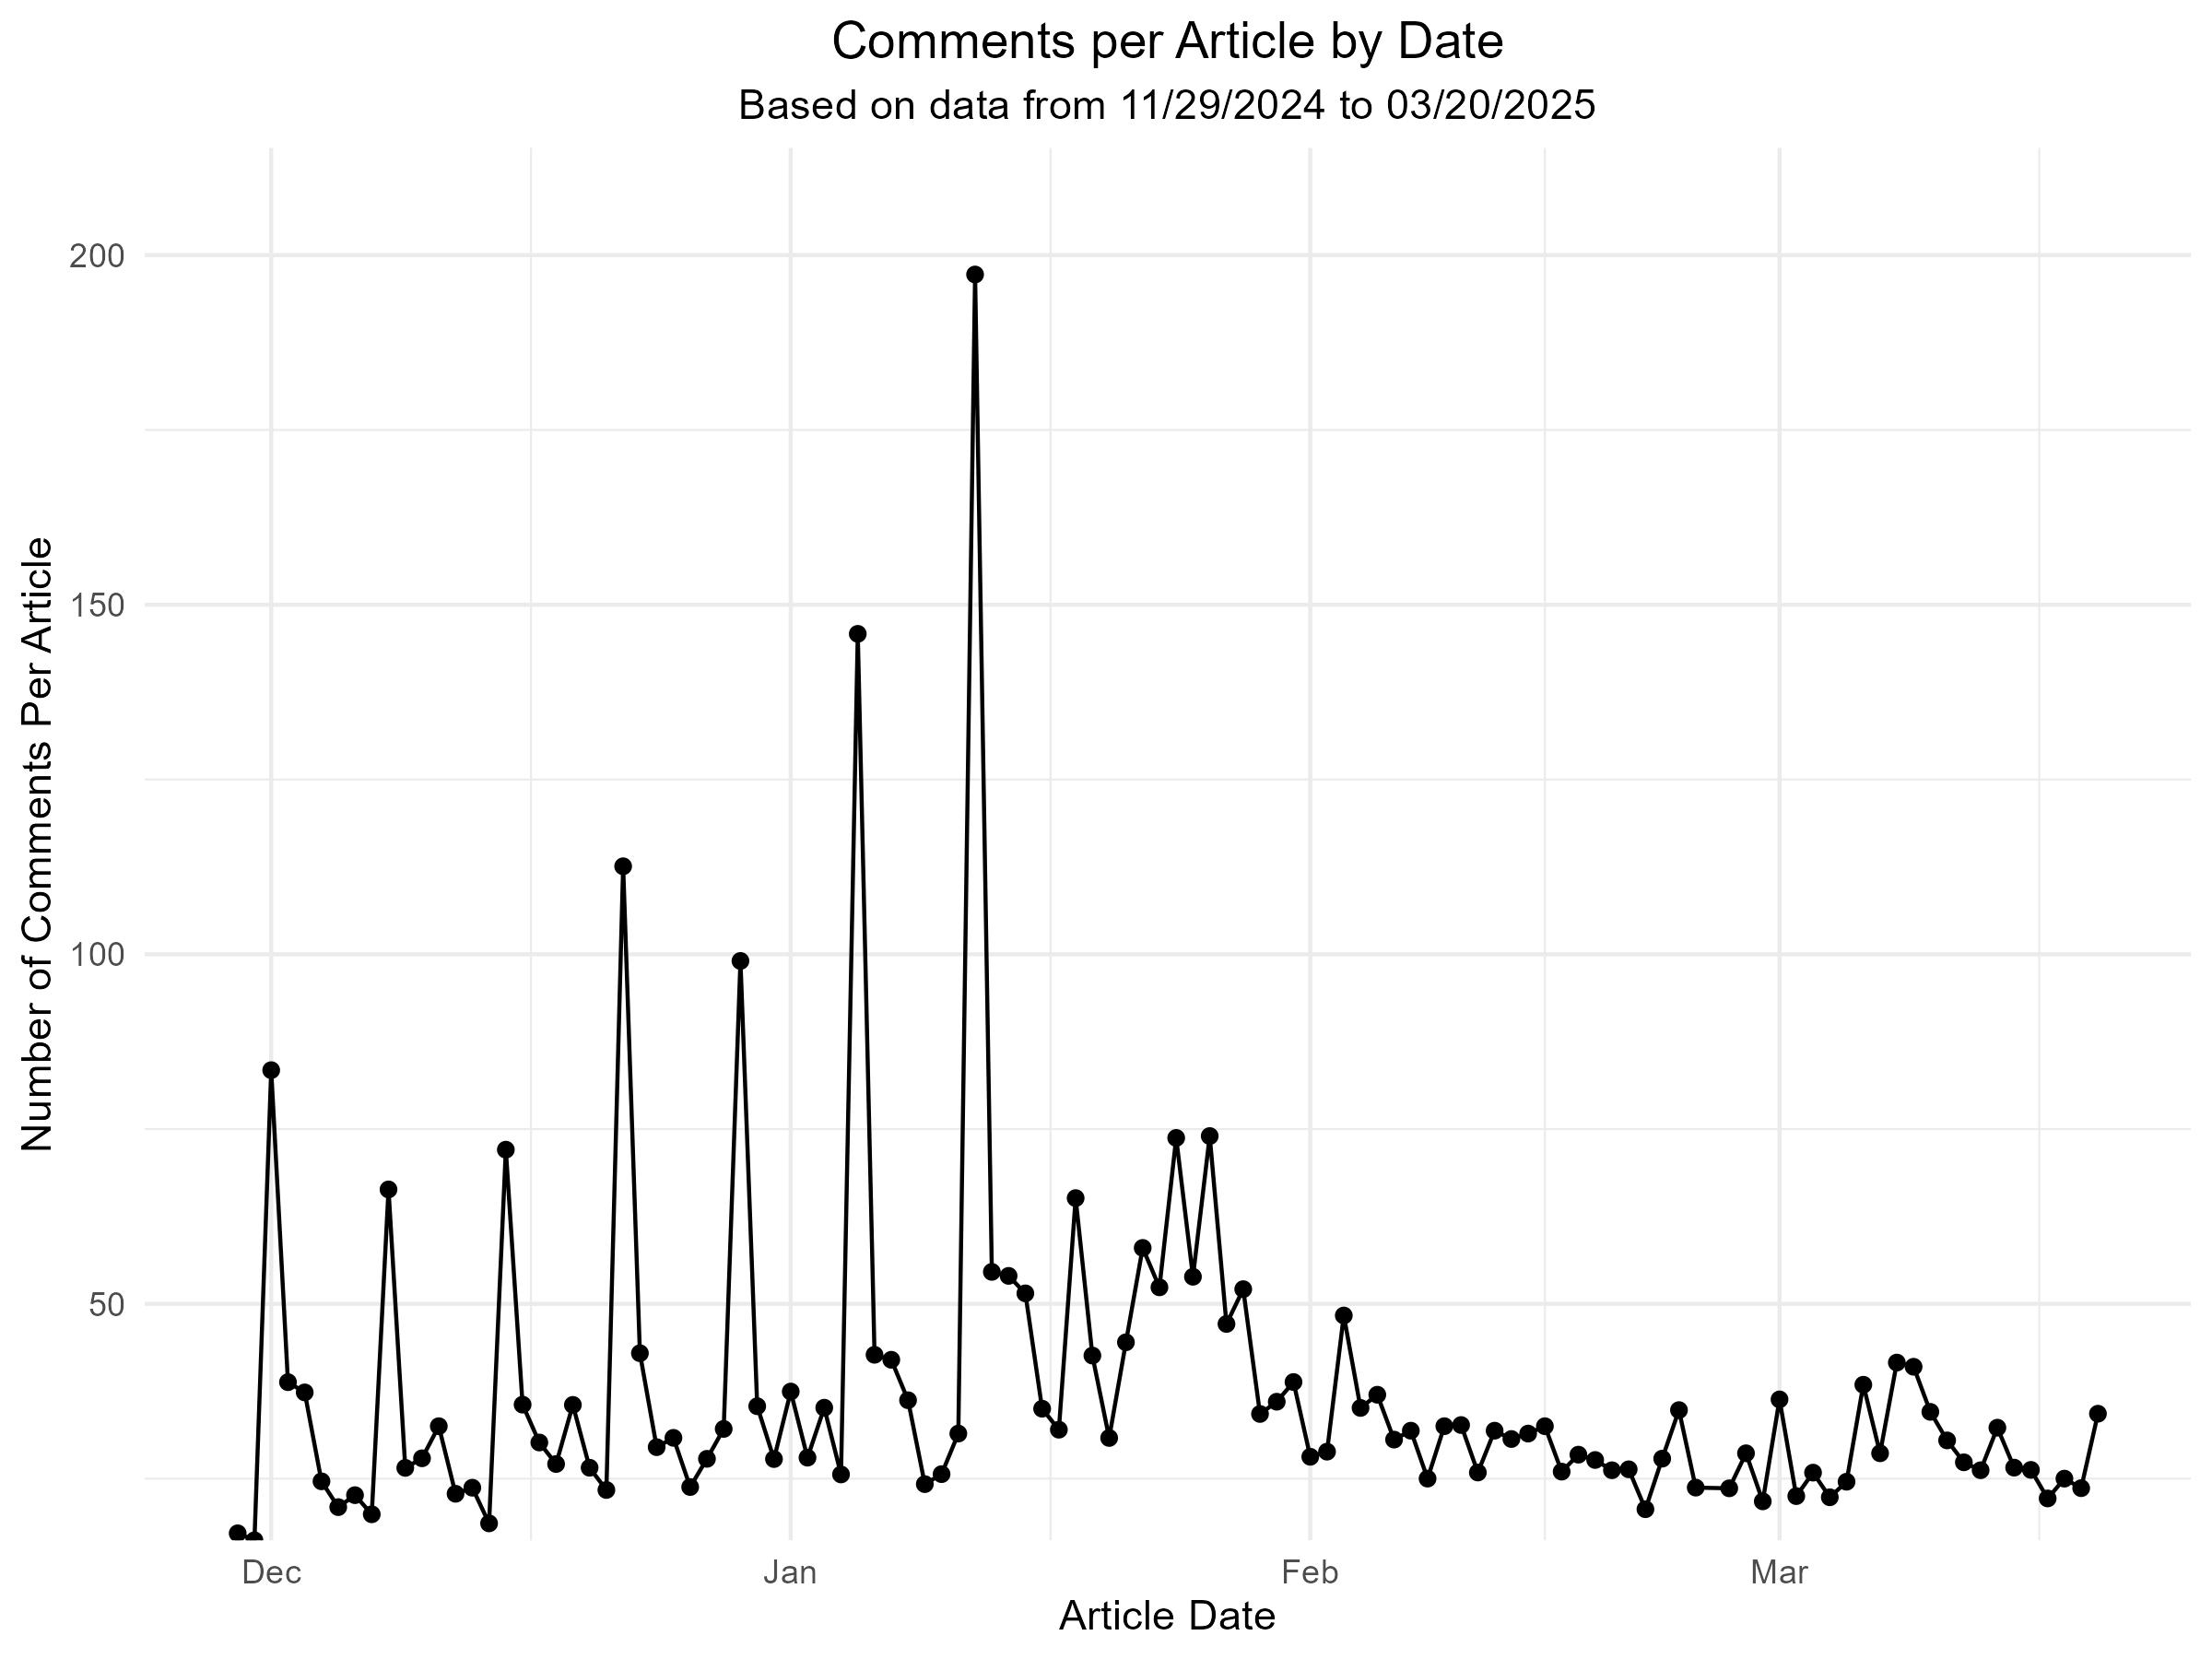 Comments per Article by Date
Based on data from 11/29/2024 to 03/20/2025
Number of Comments Per Article
200
150
100
50
Dec
Jan
Feb
Mar
Article Date